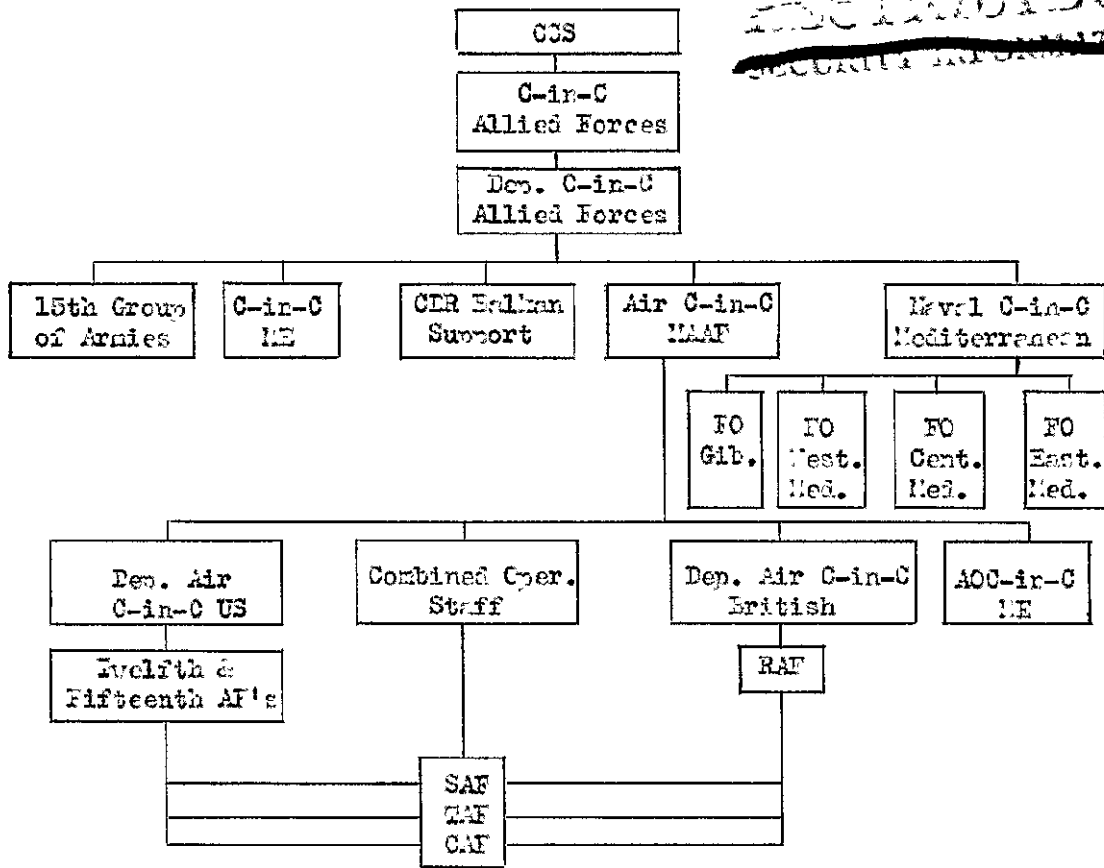 CCS
C-in-C
Allied Forces
Dep. C-in-C
Allied Forces
15th Group
of Armies
C-in-C
ME
CDR Balkan
Support
Air C-in-C
MAAF
Naval C-in-C
Mediterranean
FO
Gib.
FO
West.
Med.
FO
Cent.
Med.
FO
East.
Med.
Dep. Air
C-in-C US
Combined Oper.
Staff
Dep. Air C-in-C
British
AOC-in-C
ME
Twelfth &
Fifteenth AF's
RAF
SAF
TAF
CAF